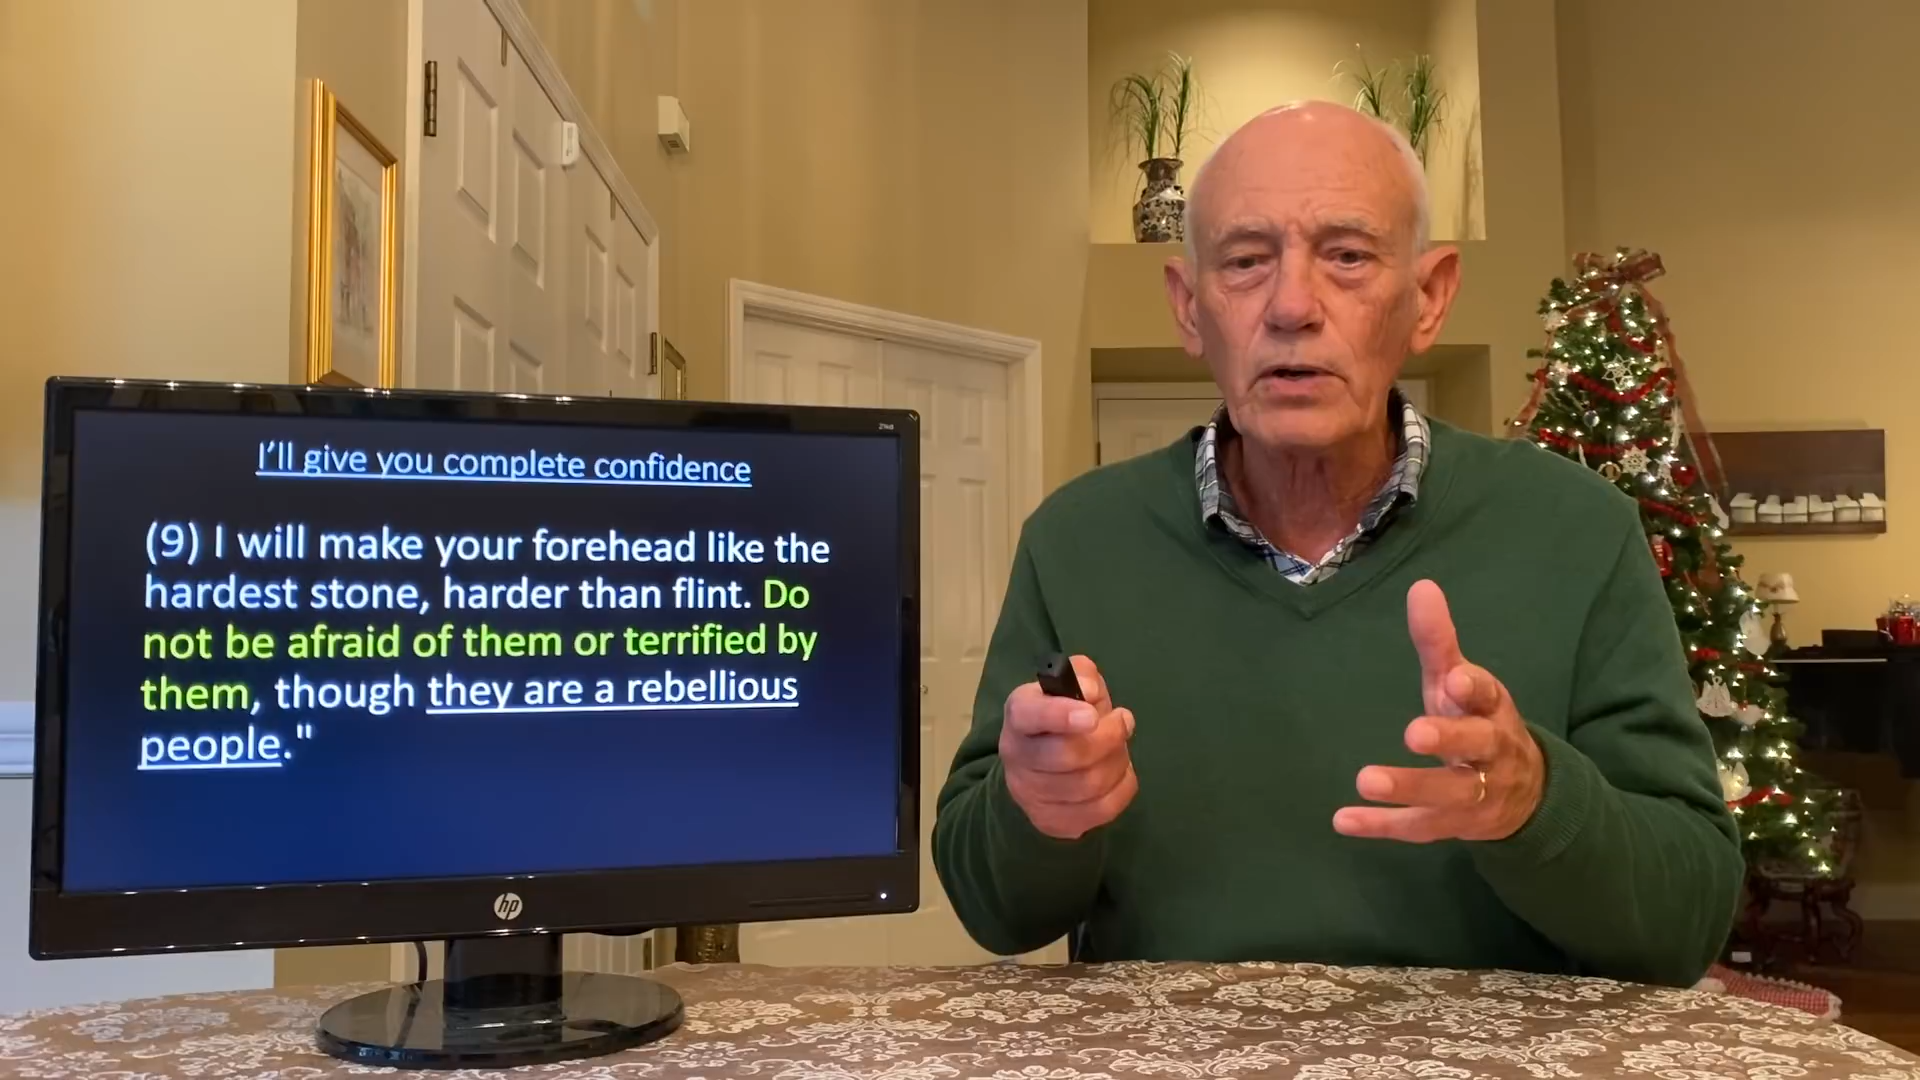 I'll give you complete confidence
(9) I will make your forehead like the
hardest stone, harder than flint. Do
not be afraid of them or terrified by
them, though they are a rebellious
people."
hp